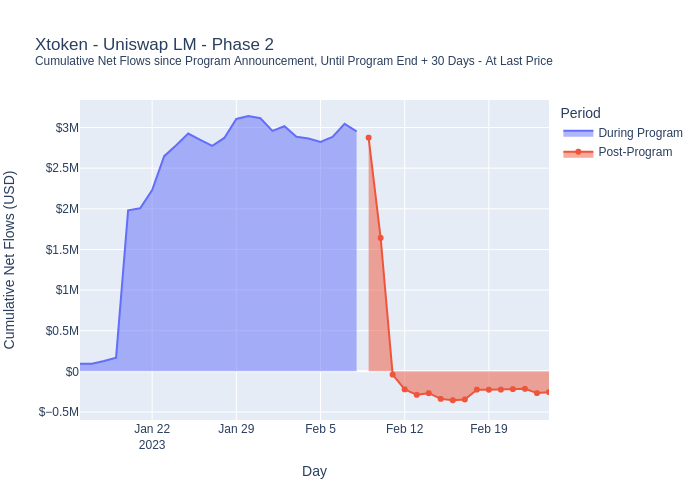 Xtoken - Uniswap LM - Phase 2
Cumulative Net Flows since Program Announcement, Until Program End + 30 Days - At Last Price
Period
During Program
Post-Program
Cumulative Net Flows (USD)
$3M
$2.5M
$2M
$1.5M
$1M
$0.5M
$0
$−0.5M
Jan 22
2023
Jan 29
Feb 5
Feb 12
Feb 19
Day